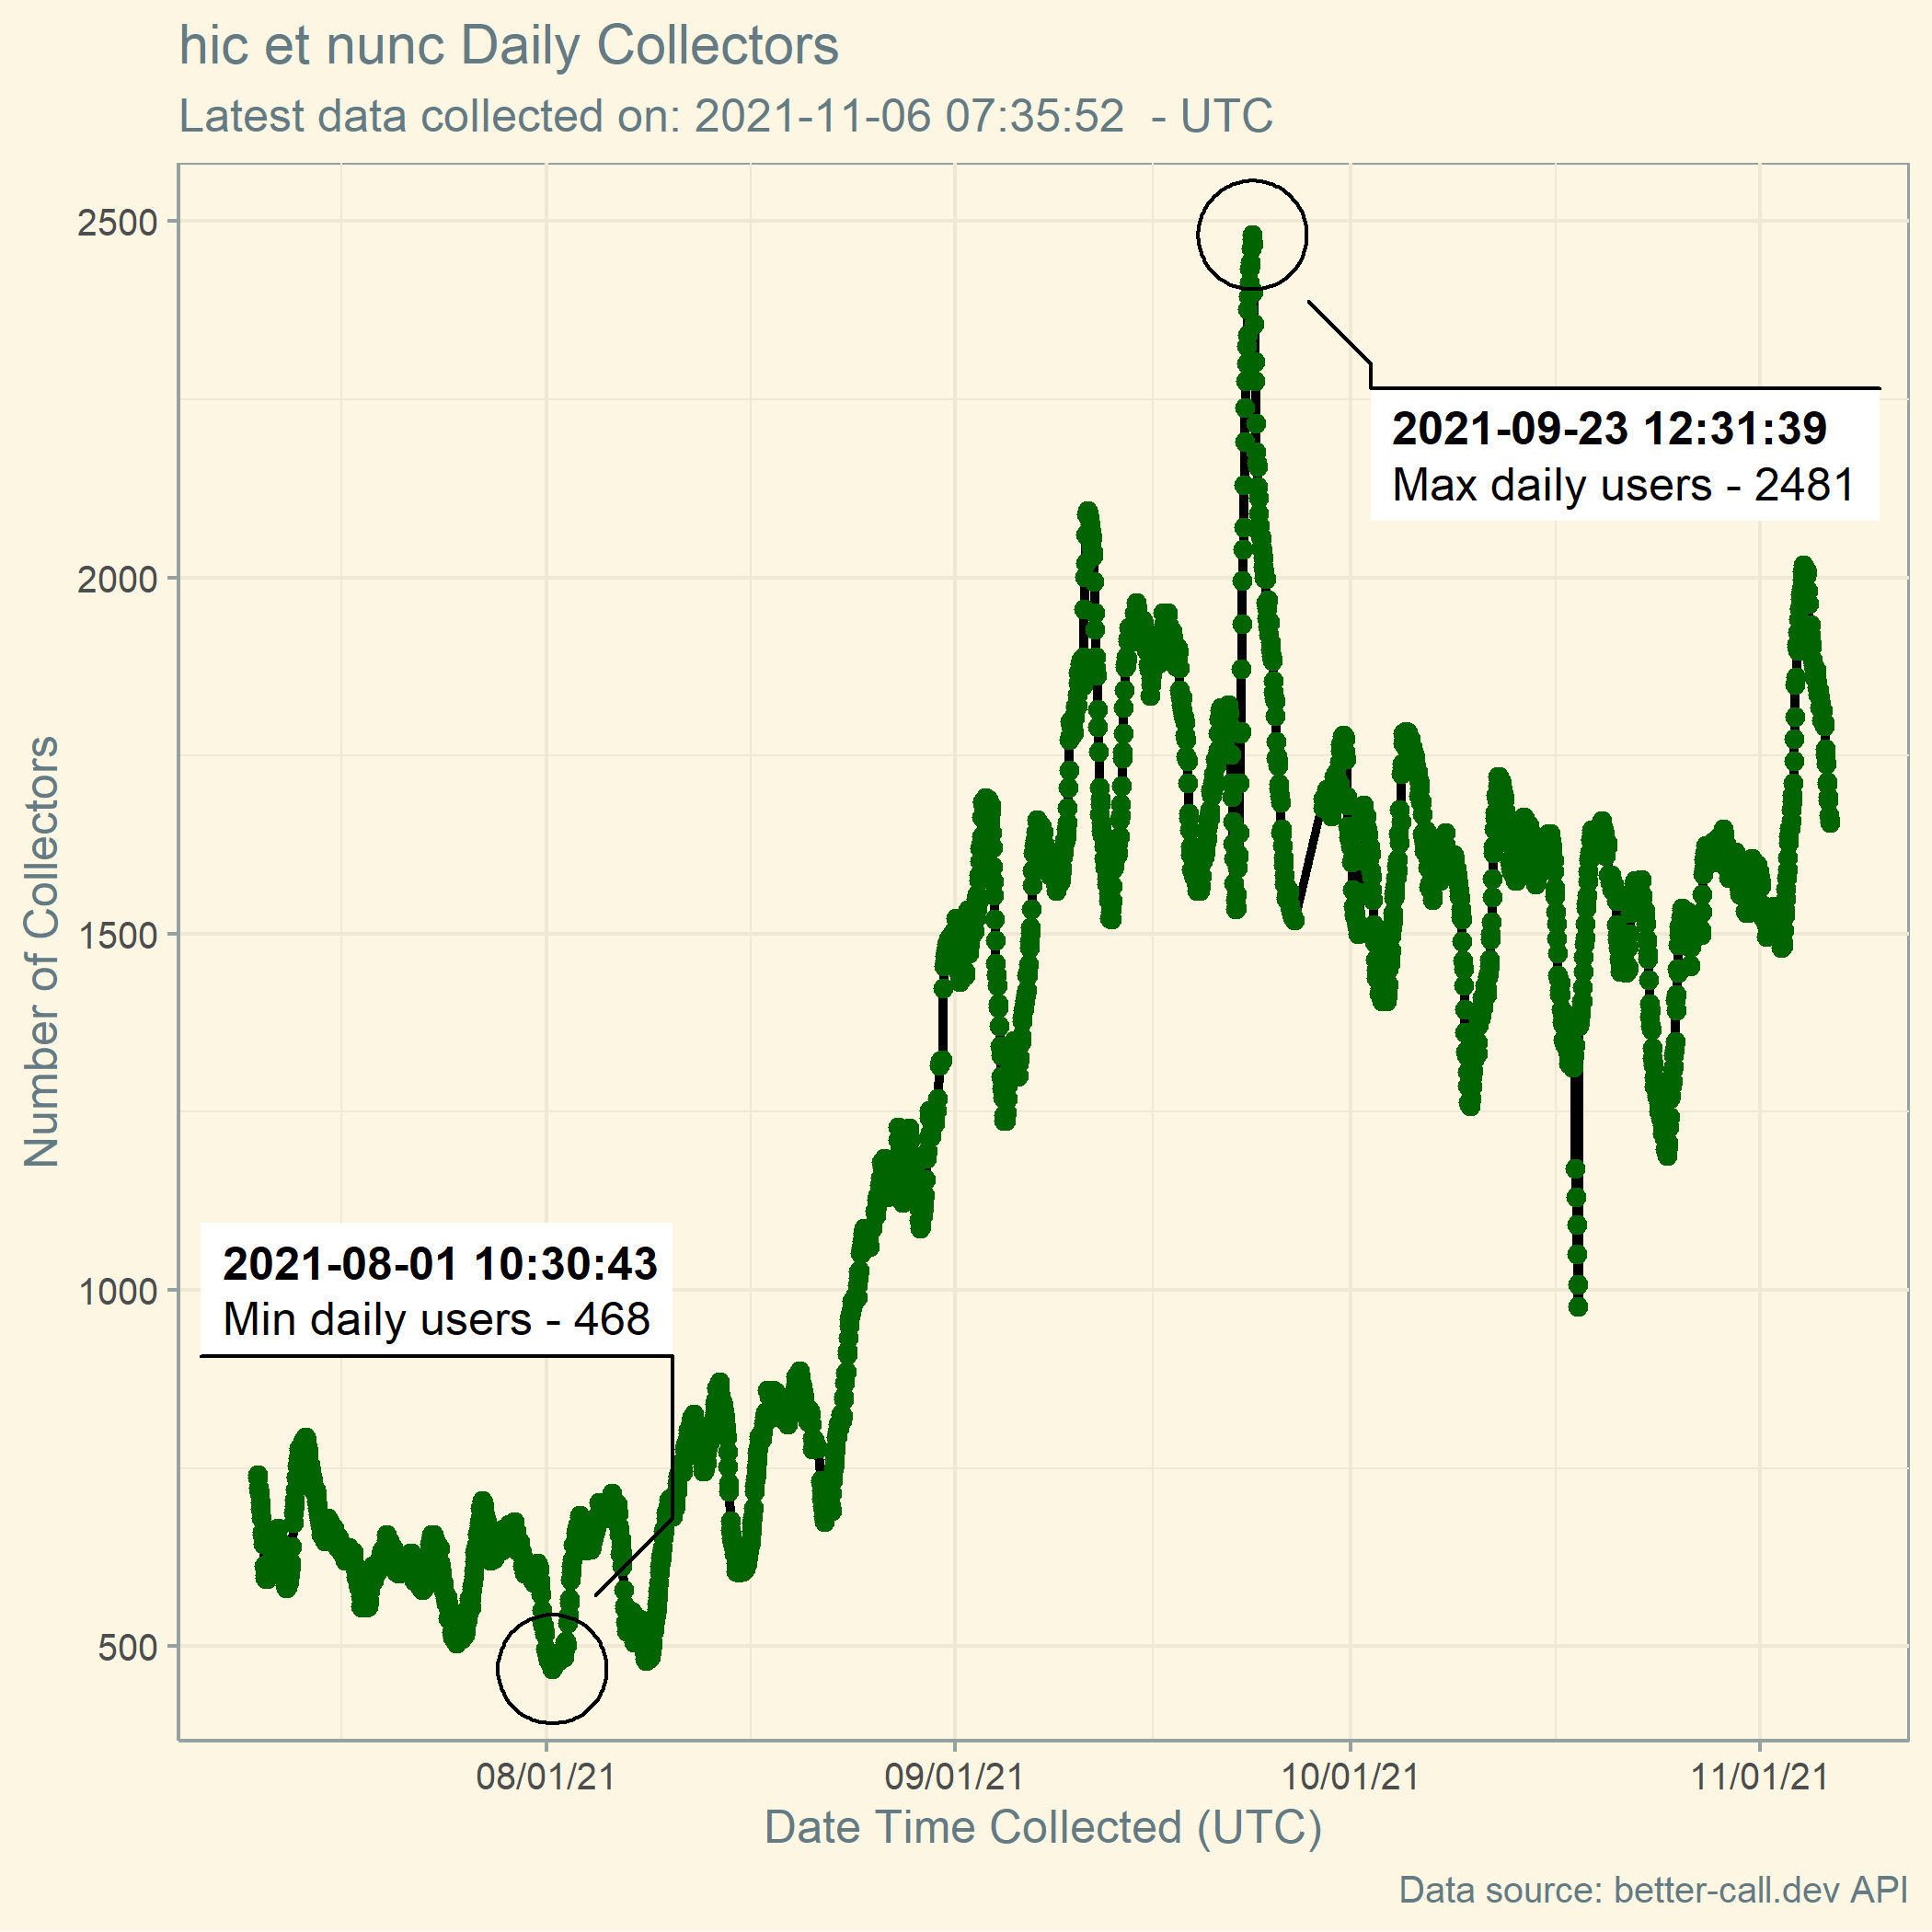 hic et nunc Daily Collectors
Latest data collected on: 2021-11-06 07:35:52  - UTC
Number of Collectors
2500
2000
1500
1000
500
2021-09-23 12:31:39
Max daily users - 2481
2021-08-01 10:30:43
Min daily users - 468
08/01/21
09/01/21
10/01/21
11/01/21
Date Time Collected (UTC)
Data source: better-call.dev API